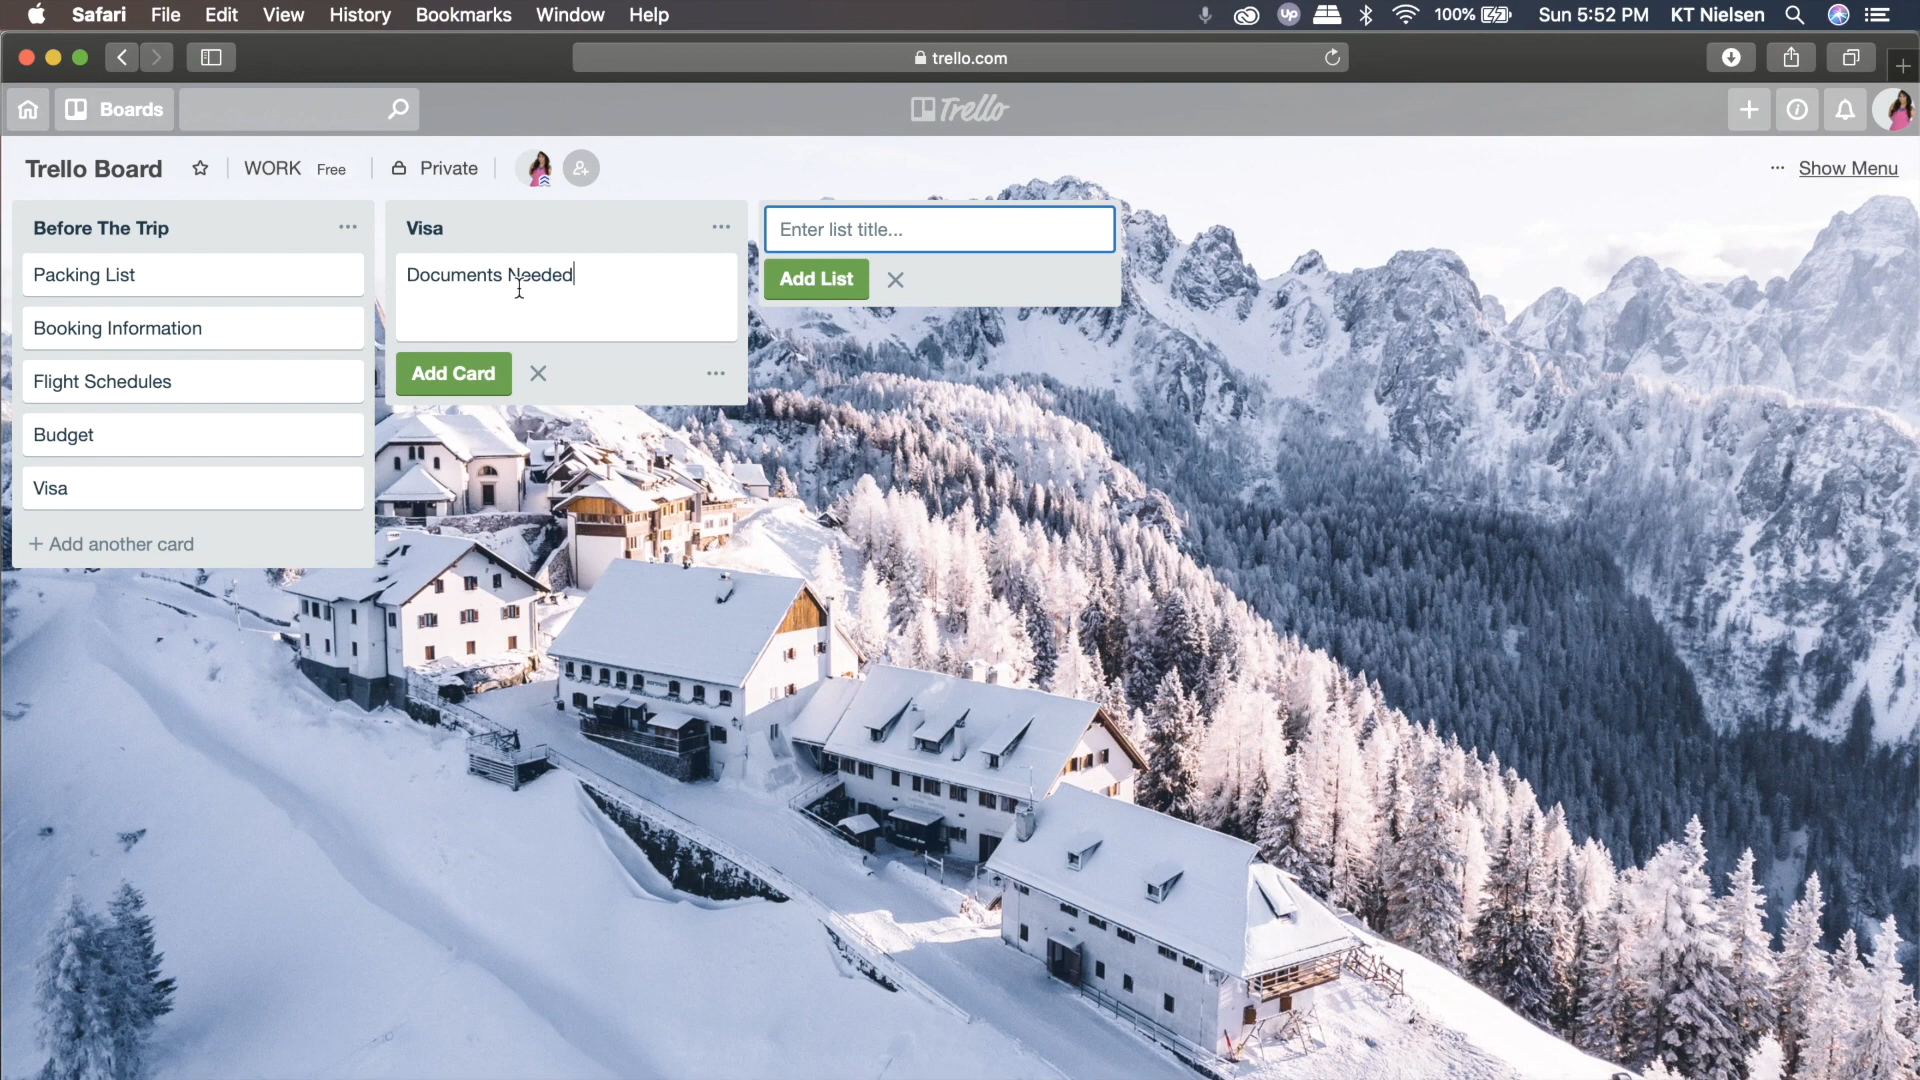 Safari File Edit View History Bookmarks Window Help
Up 100% Sun 5:52 PM KT Nielsen
trello.com
Boards
Trello
Trello Board WORK Free Private
... Show Menu
Before The Trip ...
Packing List
Booking Information
Flight Schedules
Budget
Visa
+ Add another card
Visa ...
Documents Needed
Add Card ...
Enter list title...
Add List